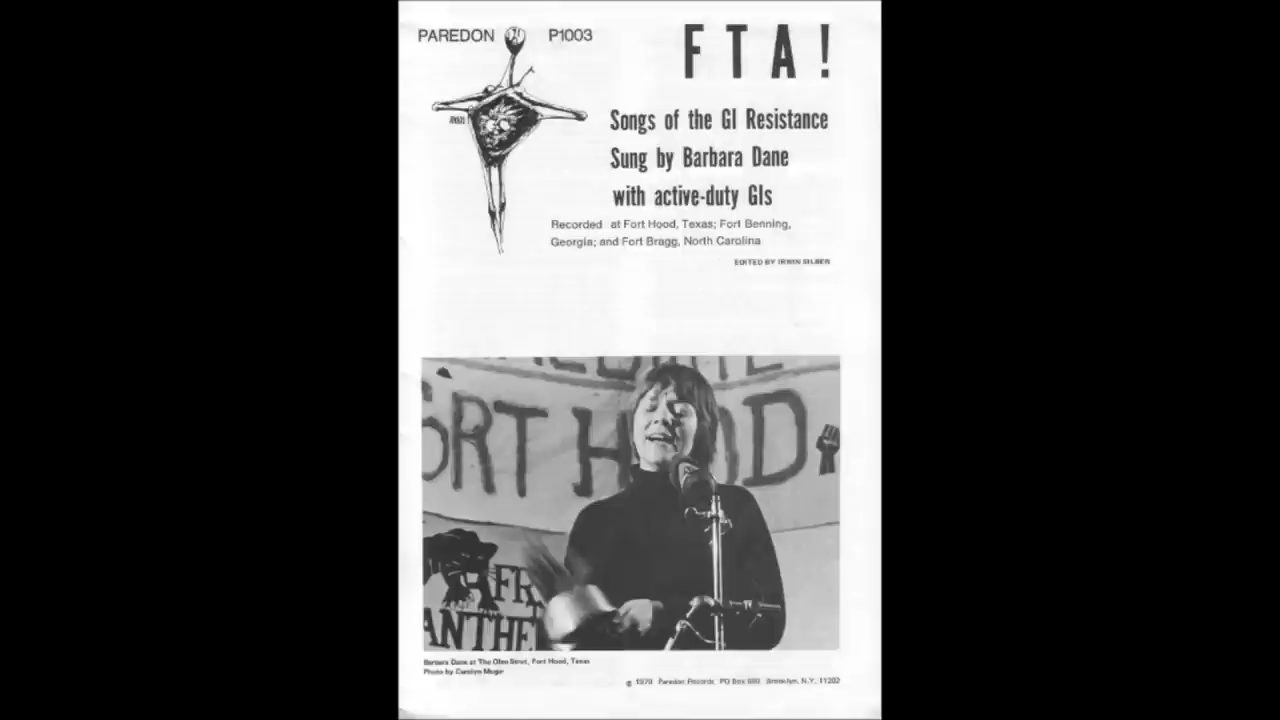 PAREDON P1003
FTA!
Songs of the GI Resistance
Sung by Barbara Dane
with active-duty GIs
Recorded at Fort Hood, Texas; Fort Benning,
Georgia; and Fort Bragg, North Carolina
EDITED BY IRWIN SILBER
ORT HOOD
AFR
ANTHE
Barbara Dane at The Oleo Strut, Fort Hood, Texas
Photo by Carolyn Mugar
© 1970 Paredon Records PO Box 889 Brooklyn, N.Y. 11202